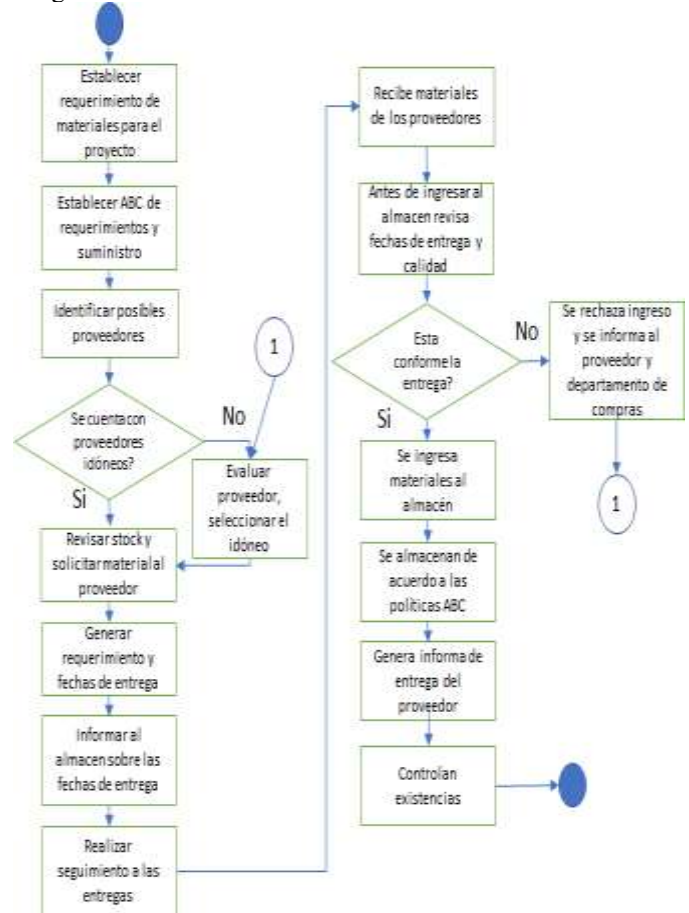 Establecer
requerimiento de
materiales para el
proyecto
Establecer ABC de
requerimientos y
suministro
Identificar posibles
proveedores
Se cuenta con
proveedores
idóneos?
No
Si
1
Evaluar
proveedor,
seleccionar el
idóneo
Revisar stock y
solicitar material al
proveedor
Generar
requerimiento y
fechas de entrega
Informar al
almacen sobre las
fechas de entrega
Realizar
seguimiento a las
entregas
Recibe materiales
de los proveedores
Antes de ingresar al
almacen revisa
fechas de entrega y
calidad
Esta
conforme la
entrega?
No
Si
Se rechaza ingreso
y se informa al
proveedor y
departamento de
compras
1
Se ingresa
materiales al
almacén
Se almacenan de
acuerdo a las
políticas ABC
Genera informa de
entrega del
proveedor
Controlan
existencias